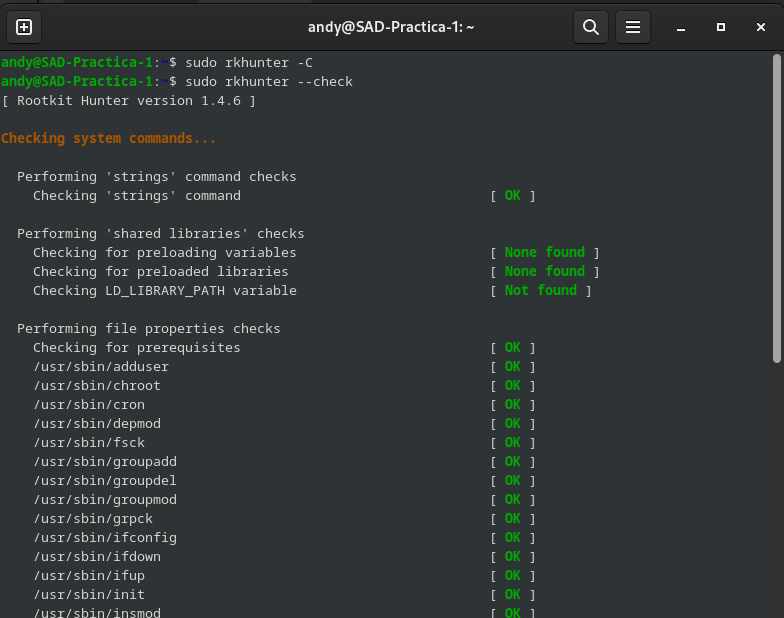 andy@SAD-Practica-1: ~
andy@SAD-Practica-1:~$ sudo rkhunter -C
andy@SAD-Practica-1:~$ sudo rkhunter --check
[ Rootkit Hunter version 1.4.6 ]
Checking system commands...
Performing 'strings' command checks
Checking 'strings' command [ OK ]
Performing 'shared libraries' checks
Checking for preloading variables [ None found ]
Checking for preloaded libraries [ None found ]
Checking LD_LIBRARY_PATH variable [ Not found ]
Performing file properties checks
Checking for prerequisites [ OK ]
/usr/sbin/adduser [ OK ]
/usr/sbin/chroot [ OK ]
/usr/sbin/cron [ OK ]
/usr/sbin/depmod [ OK ]
/usr/sbin/fsck [ OK ]
/usr/sbin/groupadd [ OK ]
/usr/sbin/groupdel [ OK ]
/usr/sbin/groupmod [ OK ]
/usr/sbin/grpck [ OK ]
/usr/sbin/ifconfig [ OK ]
/usr/sbin/ifdown [ OK ]
/usr/sbin/ifup [ OK ]
/usr/sbin/init [ OK ]
/usr/sbin/insmod [ OK ]